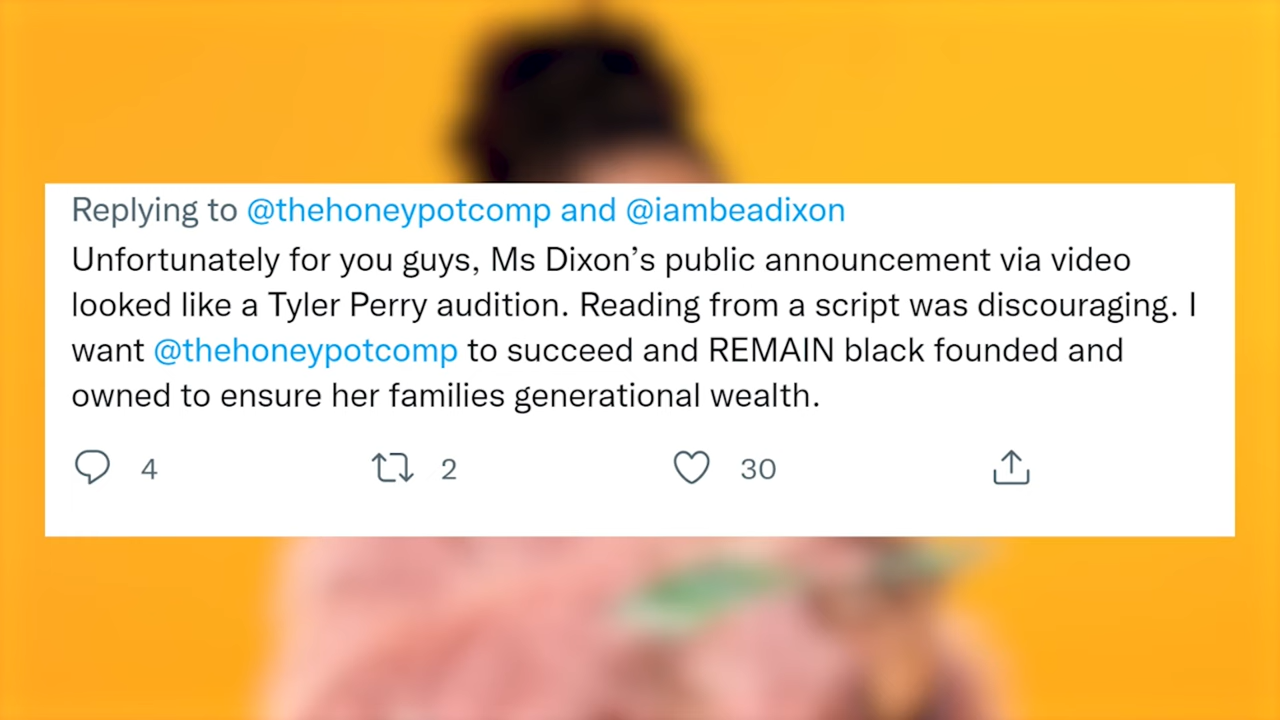 Replying to @thehoneypotcomp and @iambeadixon
Unfortunately for you guys, Ms Dixon’s public announcement via video
looked like a Tyler Perry audition. Reading from a script was discouraging. I
want @thehoneypotcomp to succeed and REMAIN black founded and
owned to ensure her families generational wealth.
4 2 30